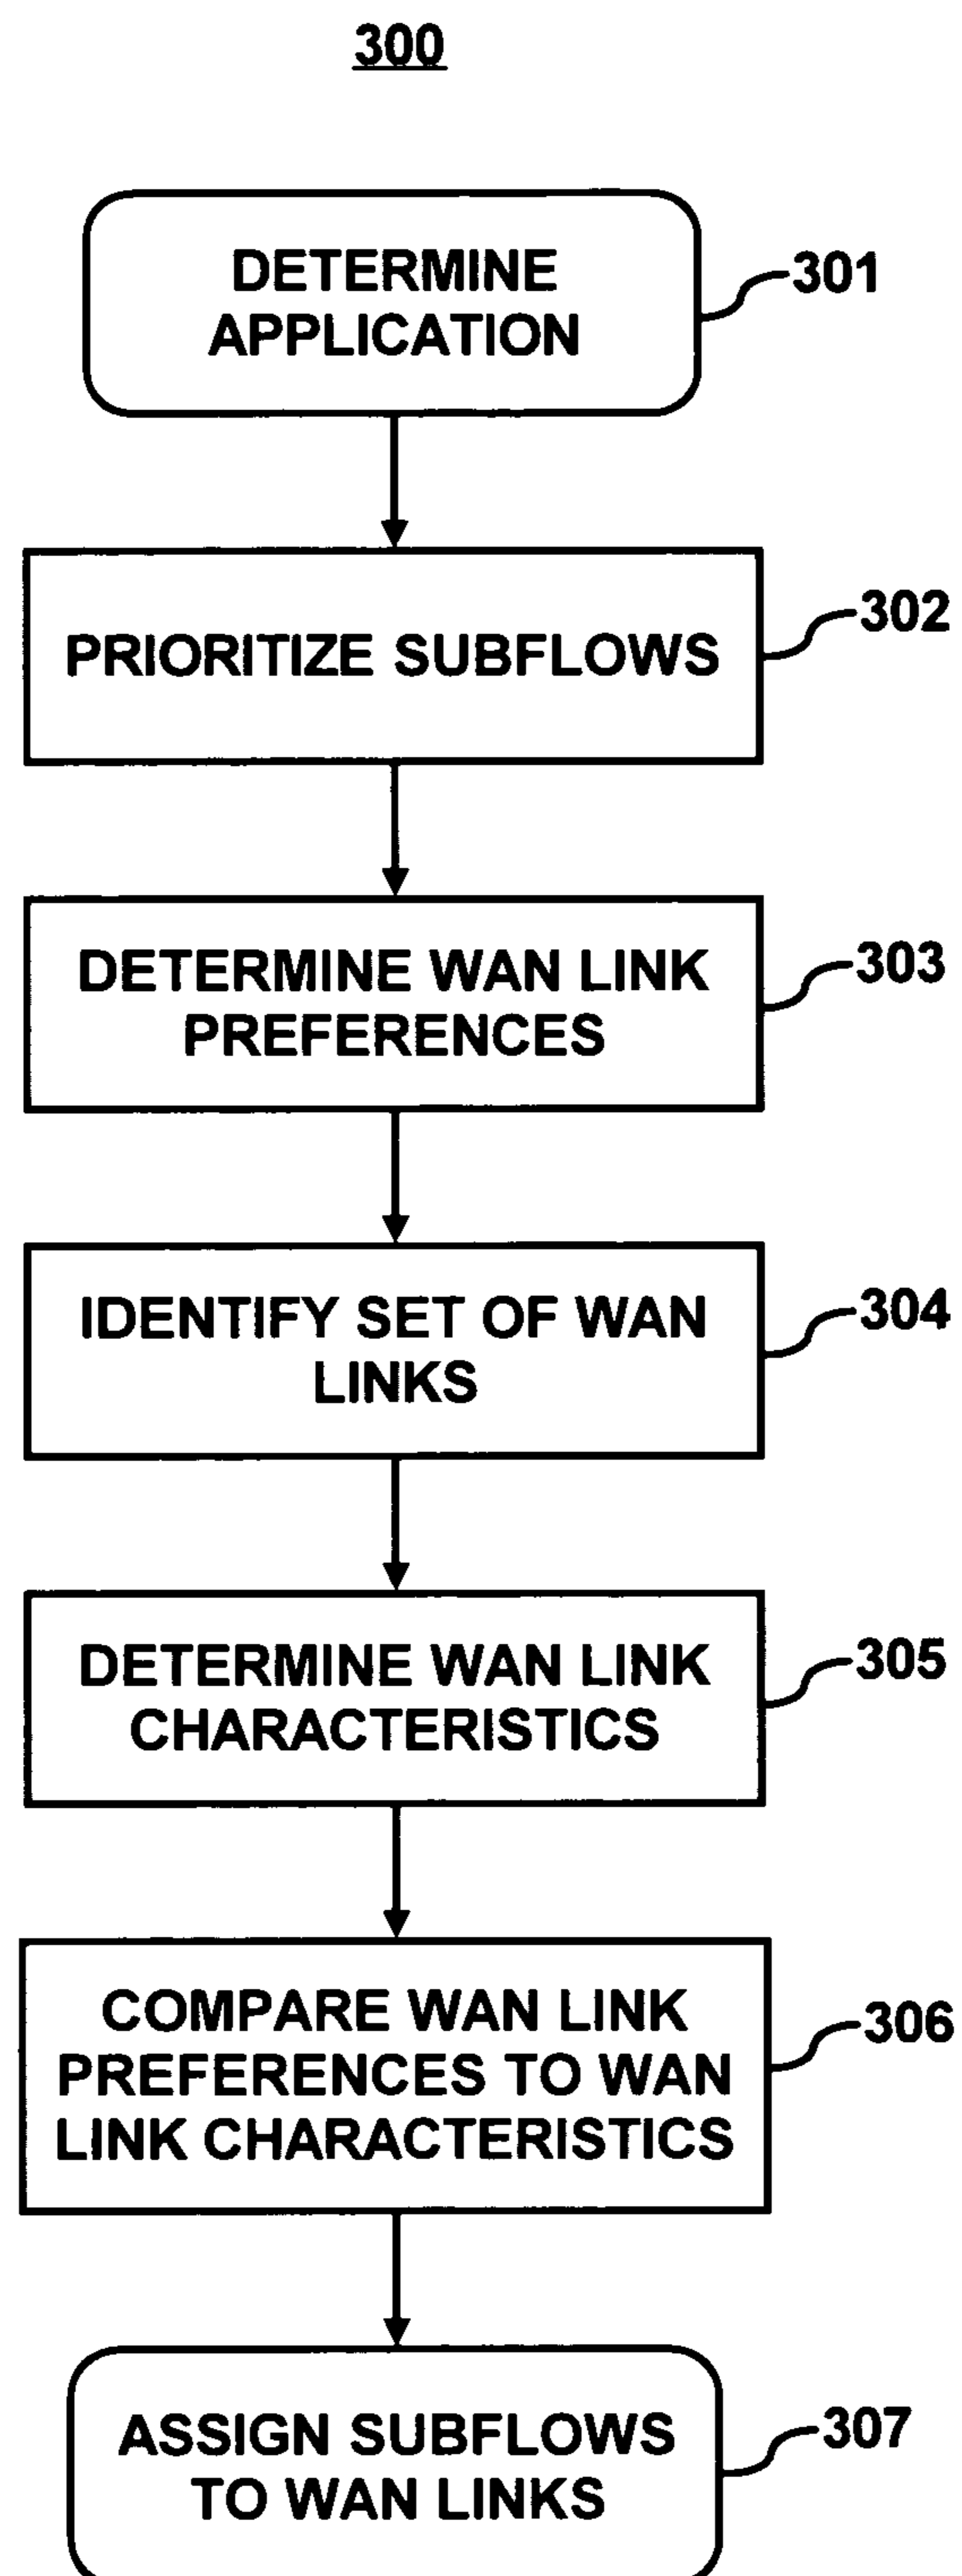 300
DETERMINE
APPLICATION
301
PRIORITIZE SUBFLOWS
302
DETERMINE WAN LINK
PREFERENCES
303
IDENTIFY SET OF WAN
LINKS
304
DETERMINE WAN LINK
CHARACTERISTICS
305
COMPARE WAN LINK
PREFERENCES TO WAN
LINK CHARACTERISTICS
306
ASSIGN SUBFLOWS
TO WAN LINKS
307